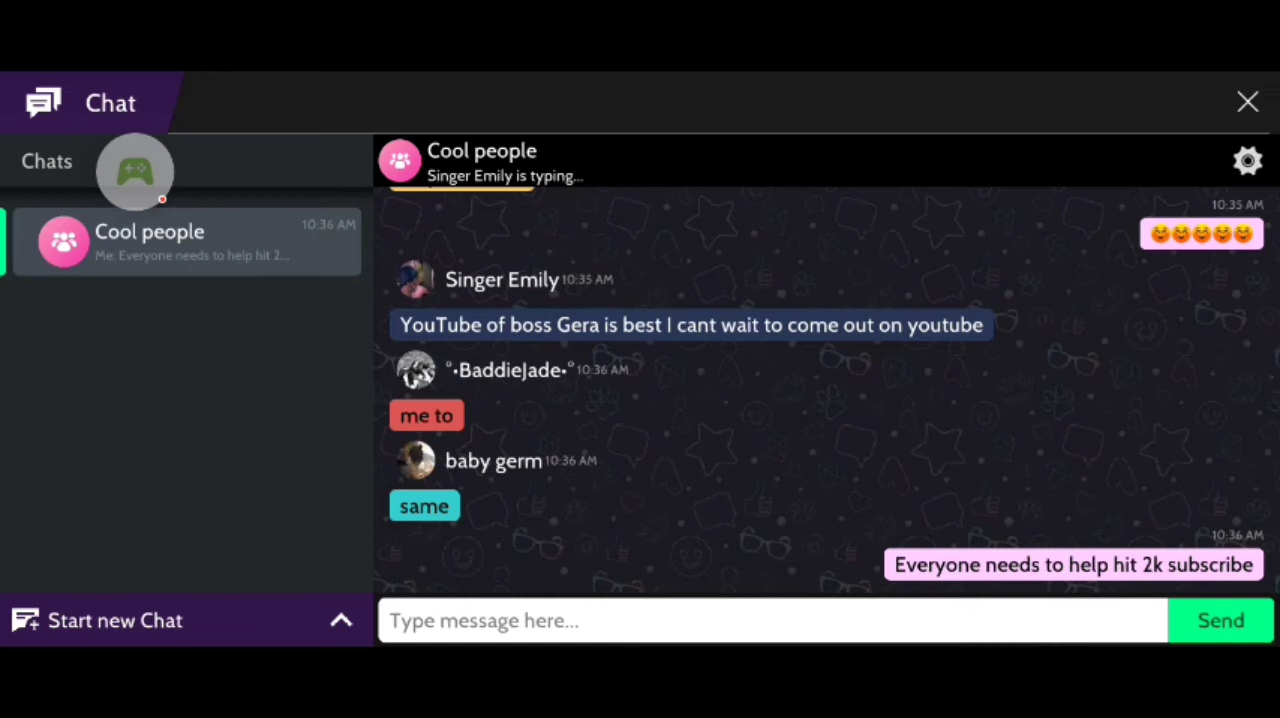 Chat
Chats
Cool people
10:36 AM
Me: Everyone needs to help hit 2...
Start new Chat
Cool people
Singer Emily is typing...
10:35 AM
Singer Emily 10:35 AM
YouTube of boss Gera is best I cant wait to come out on youtube
°•BaddieJade•° 10:36 AM
me to
baby germ 10:36 AM
same
10:36 AM
Everyone needs to help hit 2k subscribe
Type message here...
Send